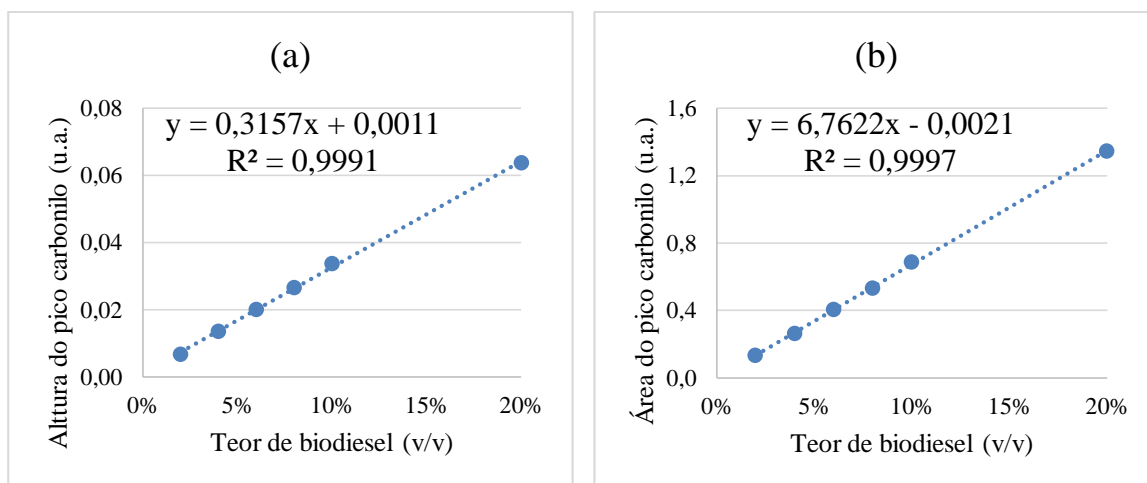 (a)
y = 0,3157x + 0,0011
R² = 0,9991
Alttura do pico carbonilo (u.a.)
0,08
0,06
0,04
0,02
0,00
0% 5% 10% 15% 20%
Teor de biodiesel (v/v)
(b)
y = 6,7622x - 0,0021
R² = 0,9997
Área do pico carbonilo (u.a.)
1,6
1,2
0,8
0,4
0,0
0% 5% 10% 15% 20%
Teor de biodiesel (v/v)